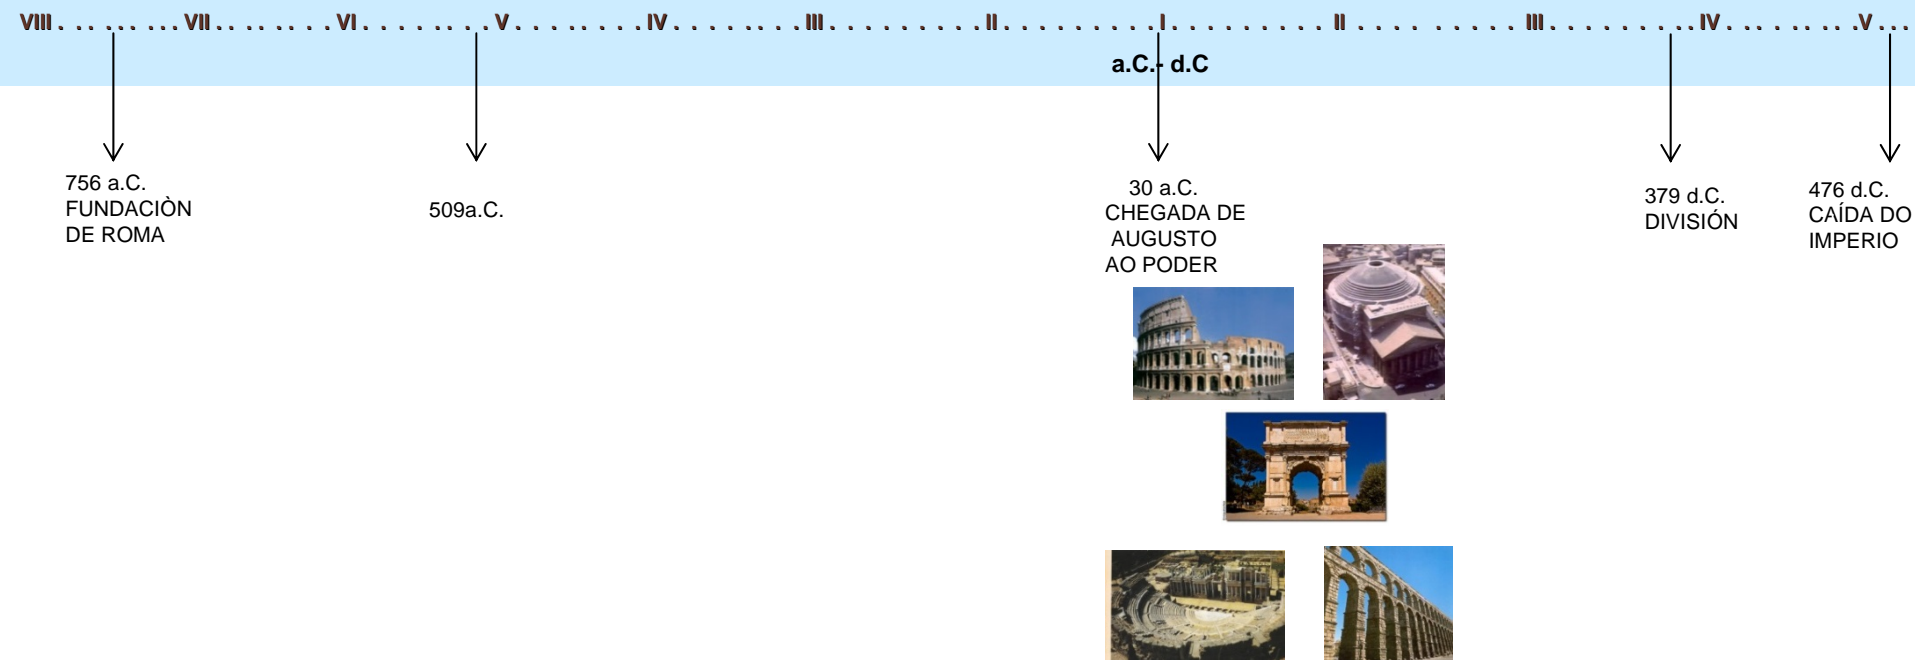 VIII . . .. ... ... VII . . .. .. . . VI . . . . . . .. . V . . . . .. . . IV . . . . .. .. . III . . . . . . . . . . II . . . . . . . . . . I . . . . . . . . . . II . . . . . . . . . III . . . . . . . . .. IV . .. .. .. .. . V . . .
a.C.- d.C
756 a.C.
FUNDACIÒN
DE ROMA
509a.C.
30 a.C.
CHEGADA DE
AUGUSTO
AO PODER
379 d.C.
DIVISIÓN
476 d.C.
CAÍDA DO
IMPERIO